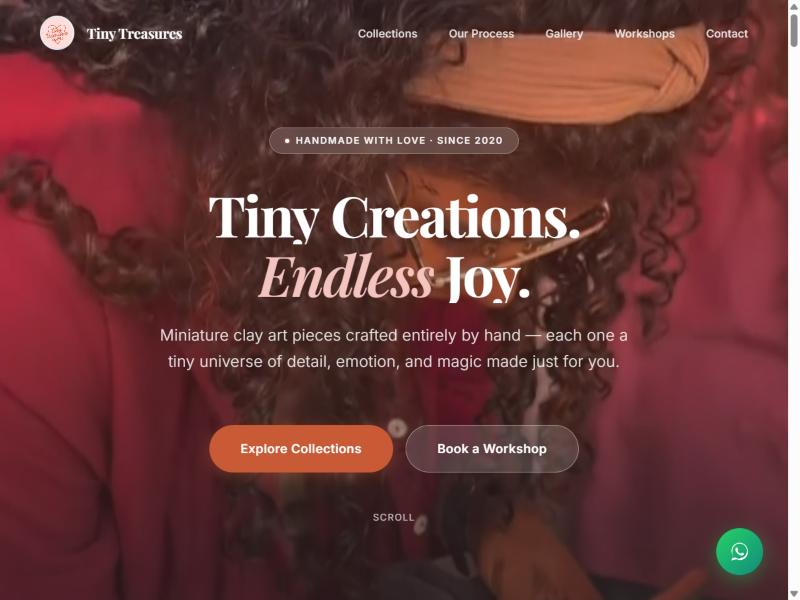 Tiny Treasures
Collections
Our Process
Gallery
Workshops
Contact
HANDMADE WITH LOVE · SINCE 2020
Tiny Creations.
Endless Joy.
Miniature clay art pieces crafted entirely by hand — each one a
tiny universe of detail, emotion, and magic made just for you.
Explore Collections
Book a Workshop
SCROLL